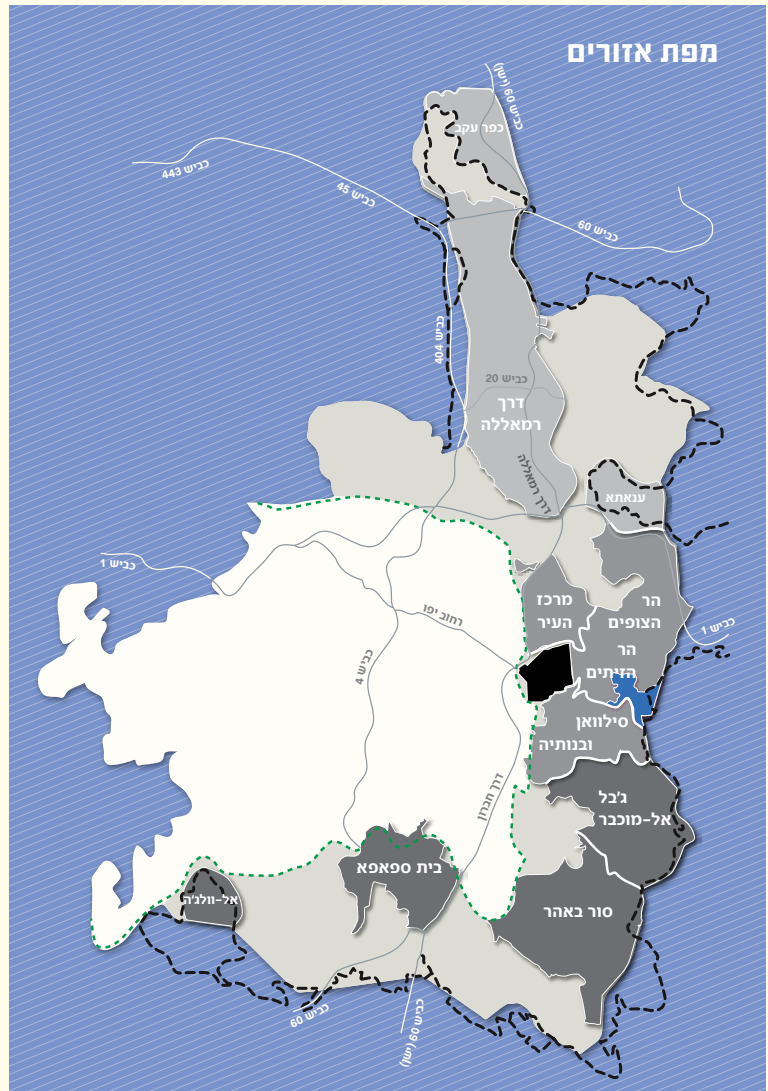 מפת אזורים
כביש 60 (ישן)
כפר עקב
כביש 443
כביש 45
כביש 60
כביש 404
כביש 20
דרך
רמאללה
דרך רמאללה
ענאתא
כביש 1
מרכז
העיר
הר
הצופים
כביש 1
רחוב יפו
הר
הזיתים
כביש 4
סילוואן
ובנותיה
דרך חברון
ג'בל
אל-מוכבר
בית ספאפא
אל-וולג'ה
סור באהר
כביש 60
כביש 60 (ישן)